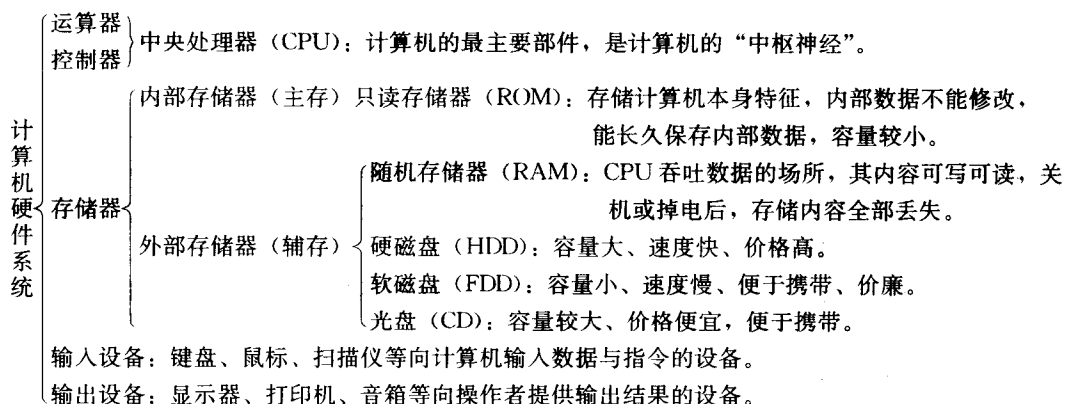 计算机硬件系统
运算器
控制器
中央处理器（CPU）：计算机的最主要部件，是计算机的“中枢神经”。
存储器
内部存储器（主存）只读存储器（ROM）：存储计算机本身特征，内部数据不能修改，
能长久保存内部数据，容量较小。
外部存储器（辅存）
随机存储器（RAM）：CPU 吞吐数据的场所，其内容可写可读，关
机或掉电后，存储内容全部丢失。
硬磁盘（HDD）：容量大、速度快、价格高。
软磁盘（FDD）：容量小、速度慢、便于携带、价廉。
光盘（CD）：容量较大、价格便宜，便于携带。
输入设备：键盘、鼠标、扫描仪等向计算机输入数据与指令的设备。
输出设备：显示器、打印机、音箱等向操作者提供输出结果的设备。